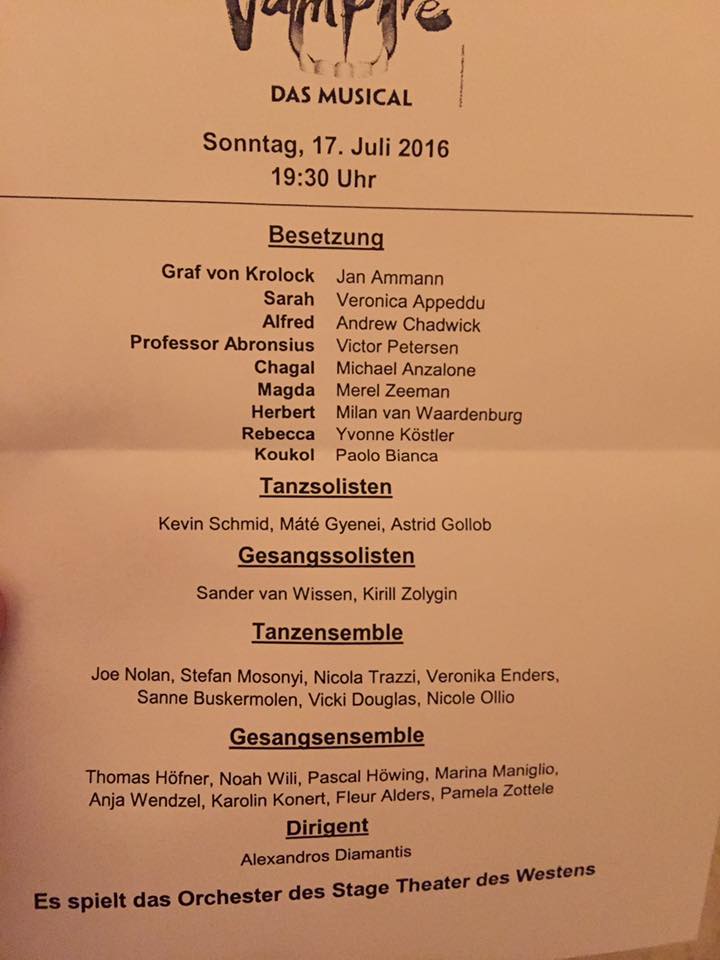 Vampire
DAS MUSICAL
Sonntag, 17. Juli 2016
19:30 Uhr
Besetzung
Graf von Krolock Jan Ammann
Sarah Veronica Appeddu
Alfred Andrew Chadwick
Professor Abronsius Victor Petersen
Chagal Michael Anzalone
Magda Merel Zeeman
Herbert Milan van Waardenburg
Rebecca Yvonne Köstler
Koukol Paolo Bianca
Tanzsolisten
Kevin Schmid, Máté Gyenei, Astrid Gollob
Gesangssolisten
Sander van Wissen, Kirill Zolygin
Tanzensemble
Joe Nolan, Stefan Mosonyi, Nicola Trazzi, Veronika Enders,
Sanne Buskermolen, Vicki Douglas, Nicole Ollio
Gesangsensemble
Thomas Höfner, Noah Wili, Pascal Höwing, Marina Maniglio,
Anja Wendzel, Karolin Konert, Fleur Alders, Pamela Zottele
Dirigent
Alexandros Diamantis
Es spielt das Orchester des Stage Theater des Westens